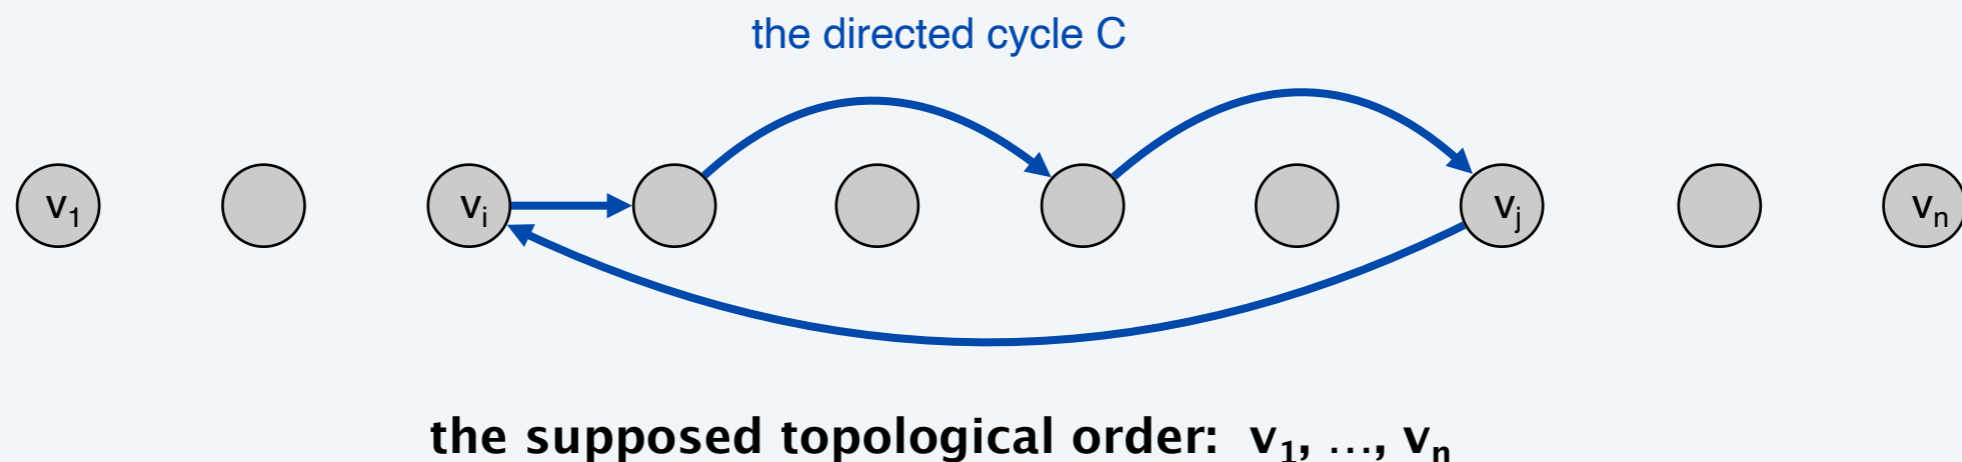 the directed cycle C
v₁ vᵢ vⱼ vₙ
the supposed topological order: v₁, …, vₙ